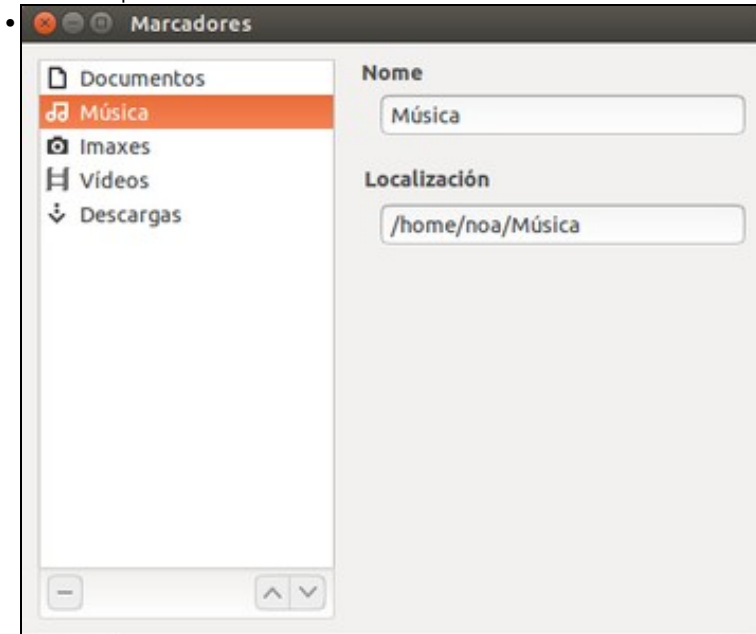 Marcadores
Documentos
Música
Imaxes
Vídeos
Descargas
Nome
Música
Localización
/home/noa/Música